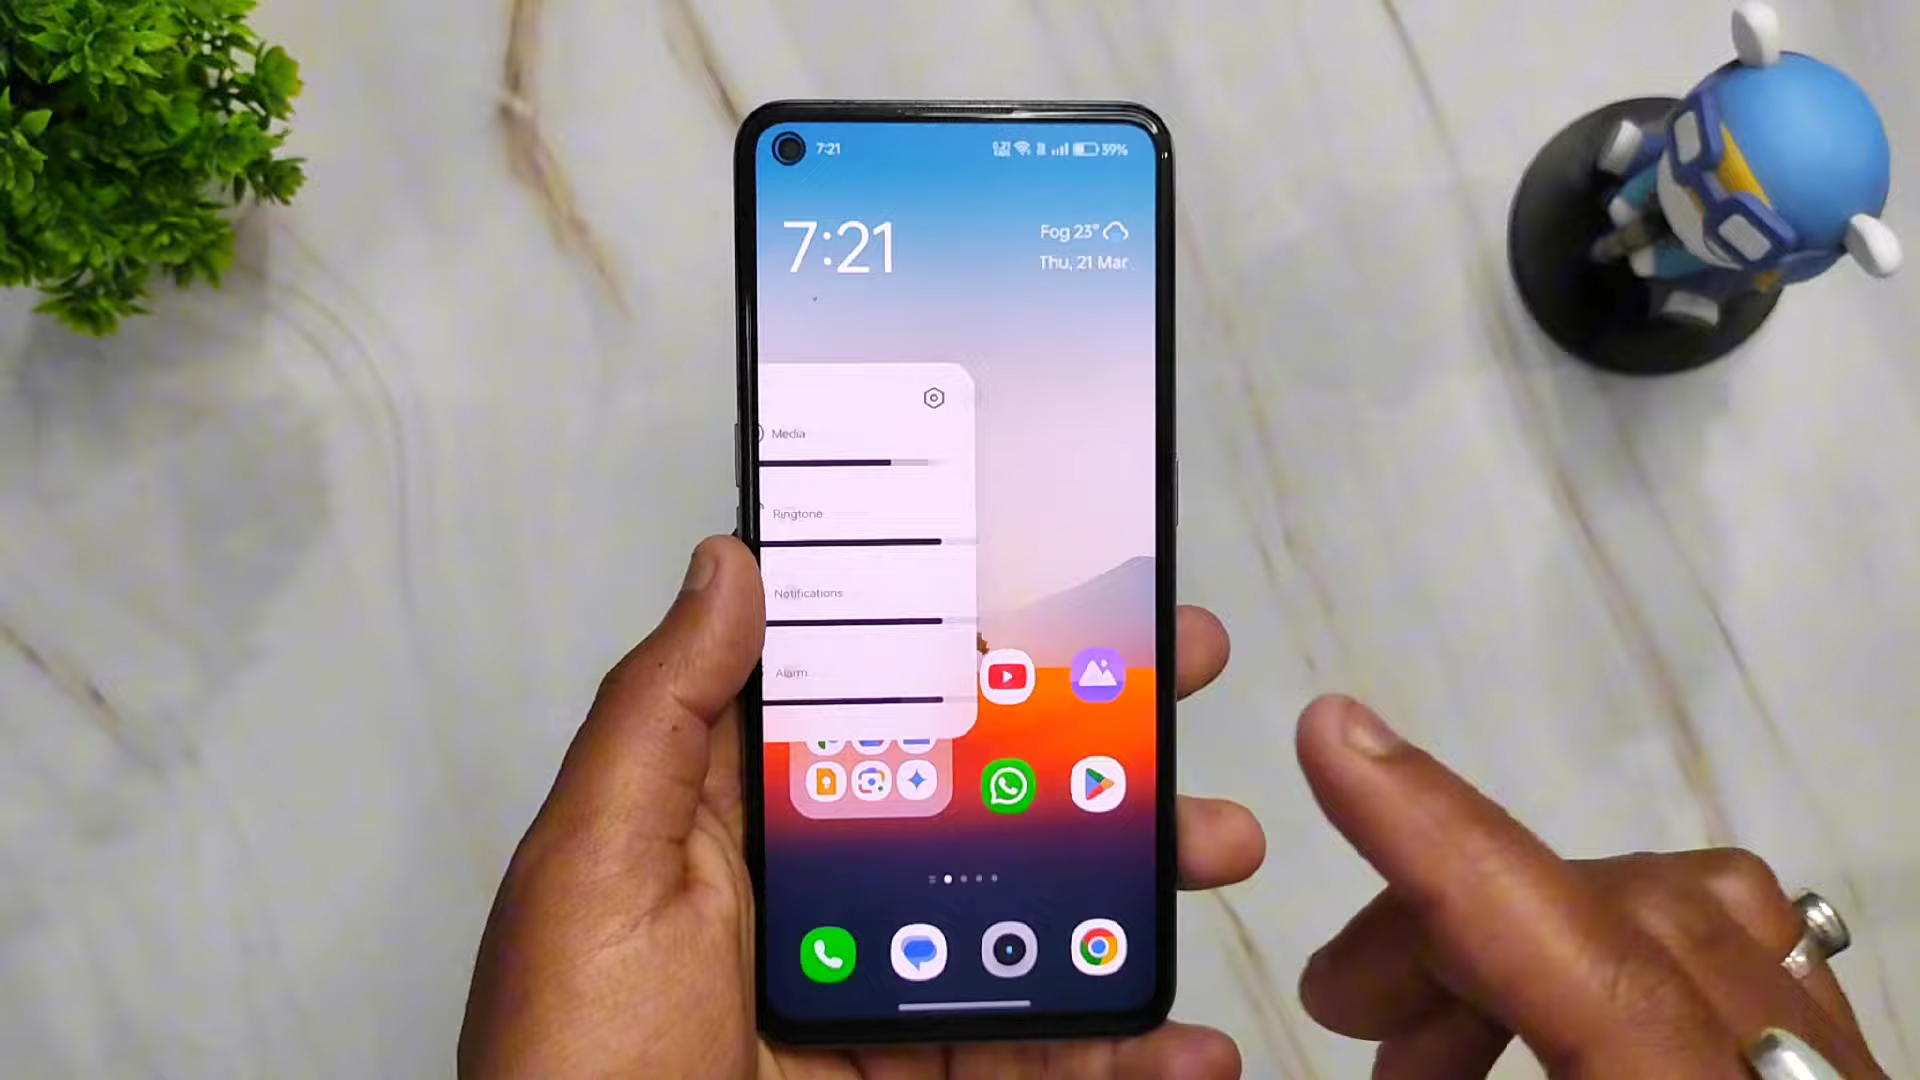 7:21
39%
7:21
Fog 23°
Thu, 21 Mar
Media
Ringtone
Notifications
Alarm